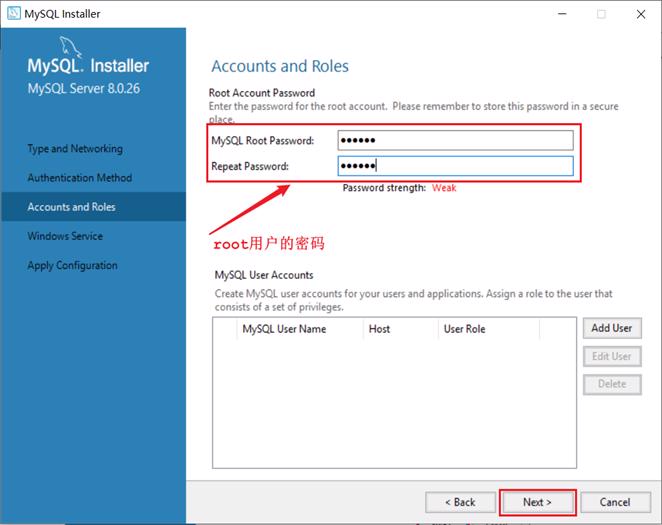 MySQL Installer
MySQL. Installer
MySQL Server 8.0.26
Type and Networking
Authentication Method
Accounts and Roles
Windows Service
Apply Configuration
Accounts and Roles
Root Account Password
Enter the password for the root account. Please remember to store this password in a secure
place.
MySQL Root Password: ●●●●●●
Repeat Password: ●●●●●●
Password strength: Weak
root用户的密码
MySQL User Accounts
Create MySQL user accounts for your users and applications. Assign a role to the user that
consists of a set of privileges.
MySQL User Name Host User Role
Add User
Edit User
Delete
< Back Next > Cancel